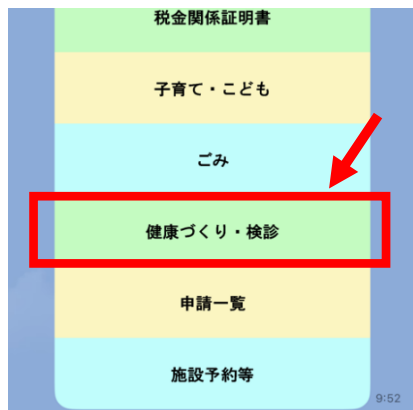 税金関係証明書
子育て・こども
ごみ
健康づくり・検診
申請一覧
施設予約等
9:52